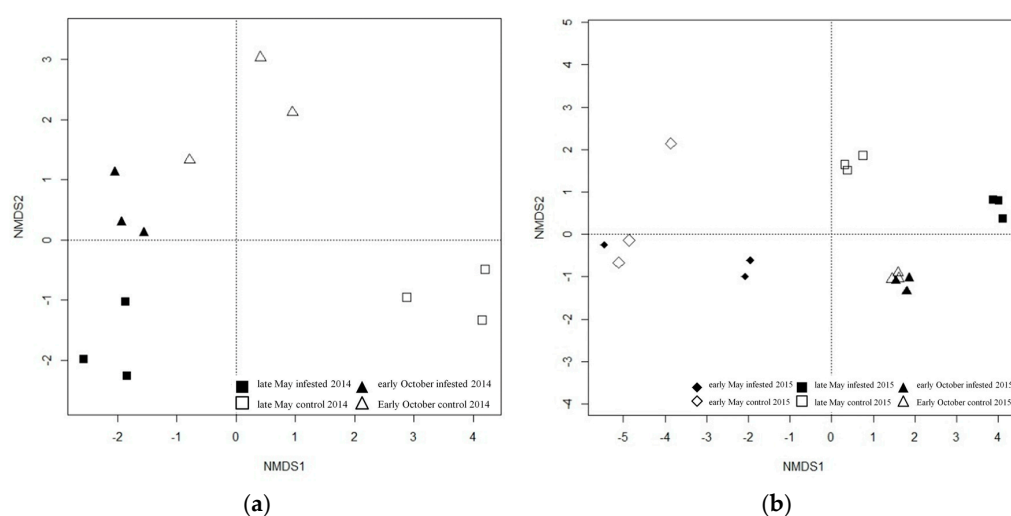 3
2
1
0
-1
-2
NMDS2
-2
-1
0
1
2
3
4
NMDS1
late May infested 2014
early October infested 2014
late May control 2014
Early October control 2014
(a)
5
4
3
2
1
0
-1
-2
-3
-4
NMDS2
-5
-4
-3
-2
-1
0
1
2
3
4
NMDS1
early May infested 2015
late May infested 2015
early October infested 2015
early May control 2015
late May control 2015
Early October control 2015
(b)